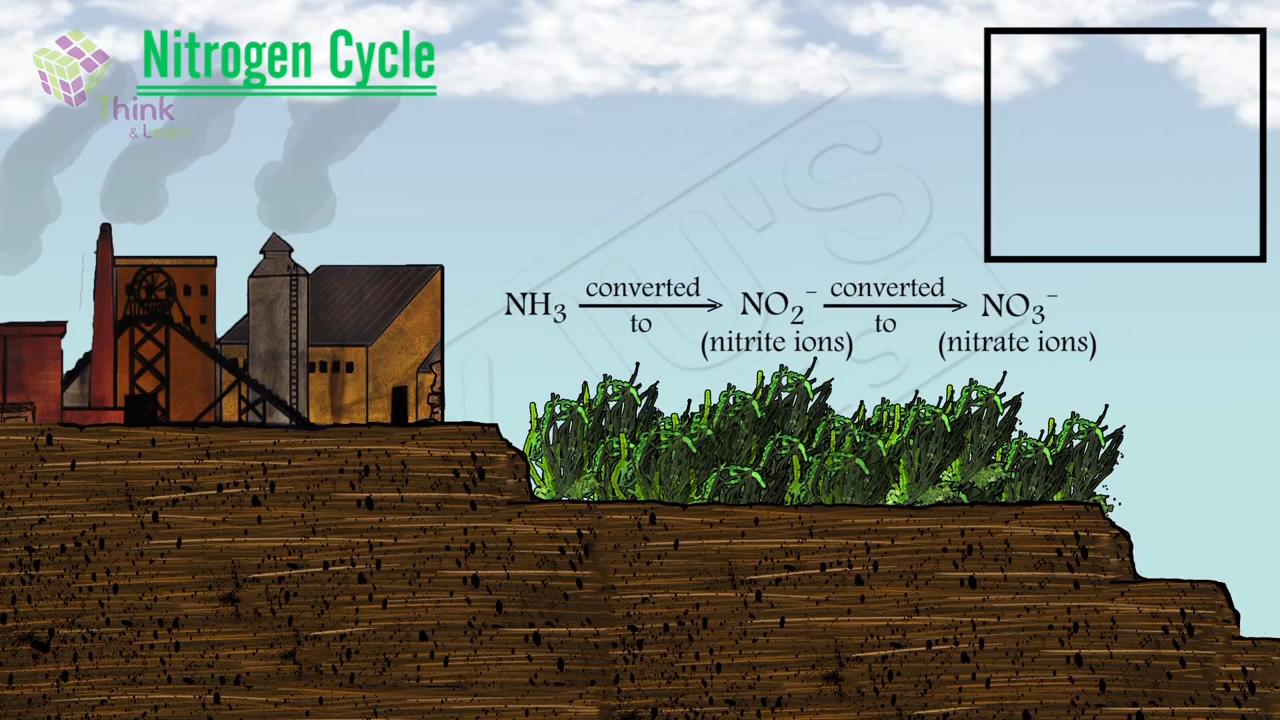 Nitrogen Cycle
Think
& Learn
NH₃ converted to NO₂⁻ converted to NO₃⁻
(nitrite ions) (nitrate ions)